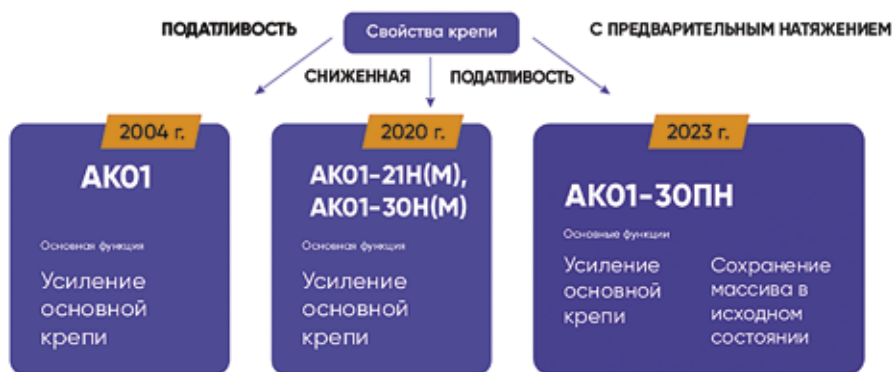 ПОДАТЛИВОСТЬ
Свойства крепи
С ПРЕДВАРИТЕЛЬНЫМ НАТЯЖЕНИЕМ
СНИЖЕННАЯ ПОДАТЛИВОСТЬ
2004 г.
АК01
Основная функция
Усиление
основной
крепи
2020 г.
АК01-21Н(М),
АК01-30Н(М)
Основная функция
Усиление
основной
крепи
2023 г.
АК01-30ПН
Основные функции
Усиление
основной
крепи
Сохранение
массива в
исходном
состоянии